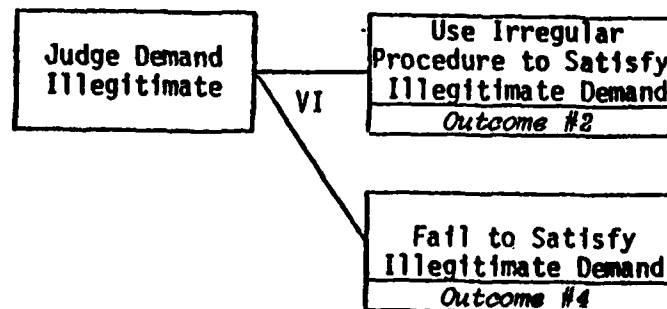 Judge Demand
Illegitimate
VI
Use Irregular
Procedure to Satisfy
Illegitimate Demand
Outcome #2
Fail to Satisfy
Illegitimate Demand
Outcome #4